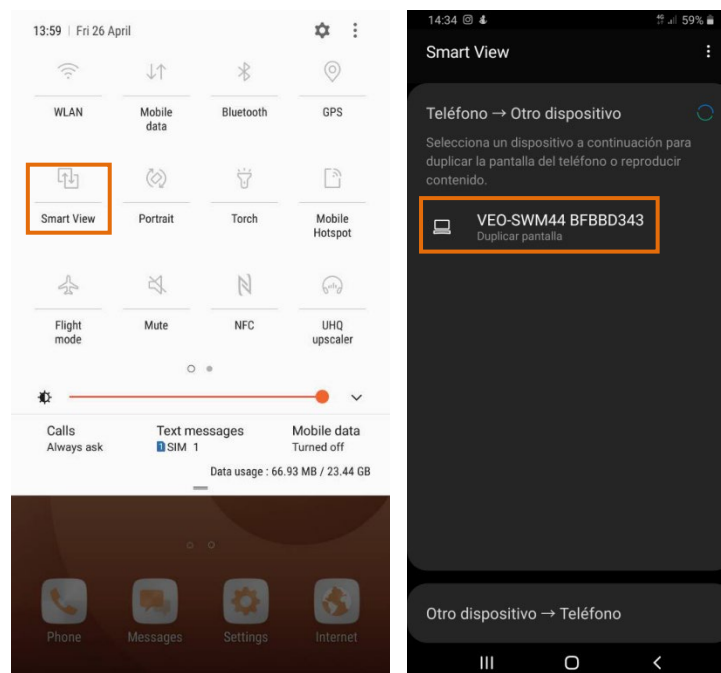 13:59 | Fri 26 April
WLAN
Mobile
data
Bluetooth
GPS
Smart View
Portrait
Torch
Mobile
Hotspot
Flight
mode
Mute
NFC
UHQ
upscaler
Calls
Always ask
Text messages
1 SIM 1
Mobile data
Turned off
Data usage : 66.93 MB / 23.44 GB
Phone
Messages
Settings
Internet
14:34
59%
Smart View
Teléfono → Otro dispositivo
Selecciona un dispositivo a continuación para
duplicar la pantalla del teléfono o reproducir
contenido.
VEO-SWM44 BFBBD343
Duplicar pantalla
Otro dispositivo → Teléfono